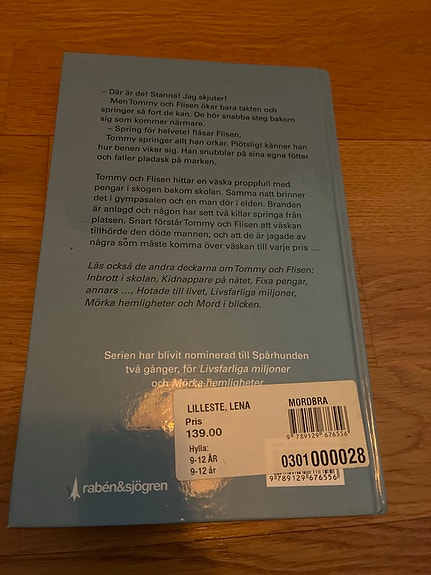 – Där är de! Stanna! Jag skjuter!
Men Tommy och Flisen ökar bara takten och
springer så fort de kan. De hör snabba steg bakom
sig som kommer närmare.
– Spring för helvete! flåsar Flisen.
Tommy springer allt han orkar. Plötsligt känner han
hur benen viker sig. Han snubblar på sina egna fötter
och faller pladask på marken.
Tommy och Flisen hittar en väska proppfull med
pengar i skogen bakom skolan. Samma natt brinner
det i gympasalen och en man dör i elden. Branden
är anlagd och någon har sett två killar springa från
platsen. Snart förstår Tommy och Flisen att väskan
tillhörde den döde mannen, och att de är jagade av
några som måste komma över väskan till varje pris ...
Läs också de andra deckarna om Tommy och Flisen:
Inbrott i skolan, Kidnappare på nätet, Fixa pengar,
annars ..., Hotade till livet, Livsfarliga miljoner,
Mörka hemligheter och Mord i blicken.
Serien har blivit nominerad till Spårhunden
två gånger, för Livsfarliga miljoner
och Mörka hemligheter
LILLESTE, LENA
MORDBRA
Pris
139.00
9 789129 676556
Hylla:
9-12 ÅR
9-12 år
0301000028
9 789129 676556
rabén&sjögren